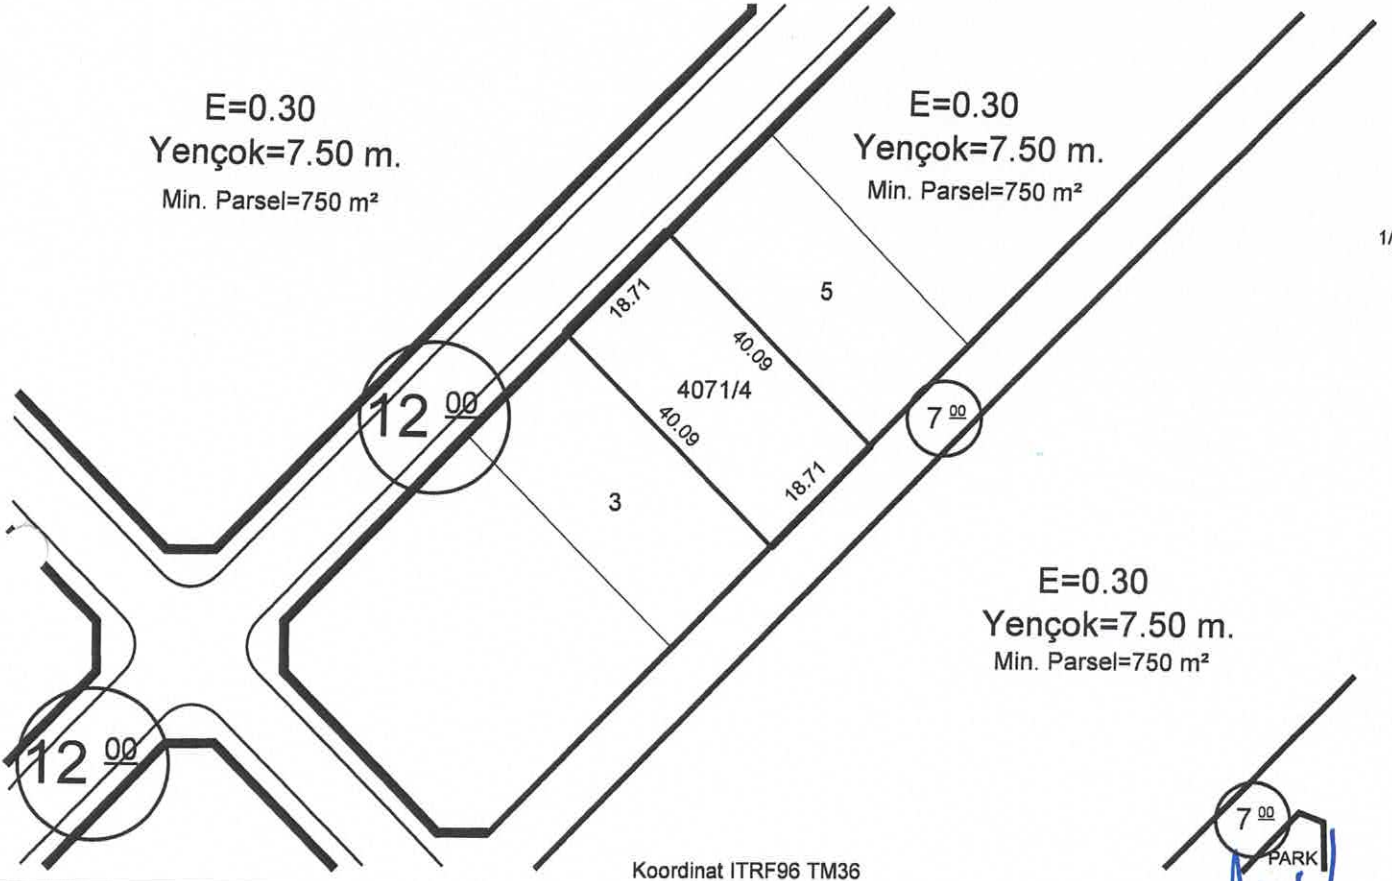 E=0.30
Yençok=7.50 m.
Min. Parsel=750 m²
E=0.30
Yençok=7.50 m.
Min. Parsel=750 m²
1/
5
18.71
40.09
4071/4
40.09
18.71
3
12 00
7 00
E=0.30
Yençok=7.50 m.
Min. Parsel=750 m²
12 00
7 00
PARK
Koordinat ITRF96 TM36